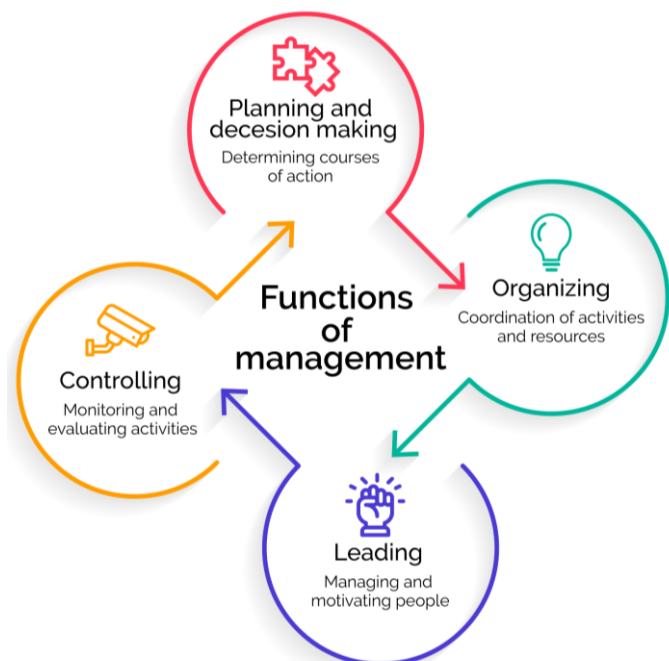 Planning and
decesion making
Determining courses
of action
Organizing
Coordination of activities
and resources
Functions
of
management
Controlling
Monitoring and
evaluating activities
Leading
Managing and
motivating people